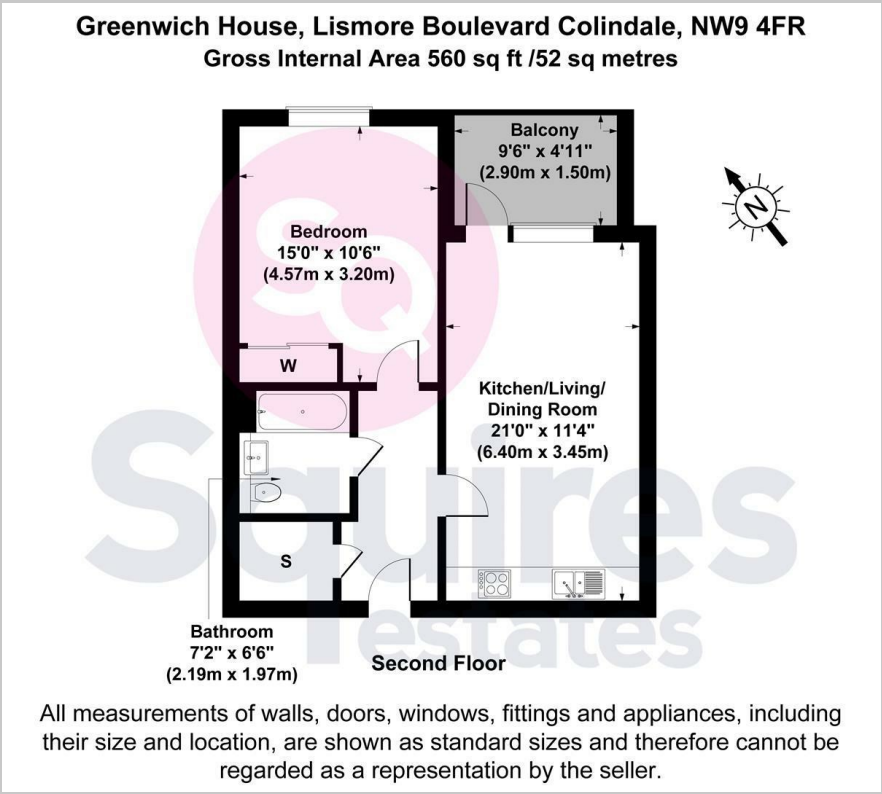 Greenwich House, Lismore Boulevard Colindale, NW9 4FR
Gross Internal Area 560 sq ft /52 sq metres
Balcony
9'6" x 4'11"
(2.90m x 1.50m)
N
Bedroom
15'0" x 10'6"
(4.57m x 3.20m)
SQ
W
Kitchen/Living/
Dining Room
21'0" x 11'4"
(6.40m x 3.45m)
Squires
estates
S
Bathroom
7'2" x 6'6"
(2.19m x 1.97m)
Second Floor
All measurements of walls, doors, windows, fittings and appliances, including
their size and location, are shown as standard sizes and therefore cannot be
regarded as a representation by the seller.